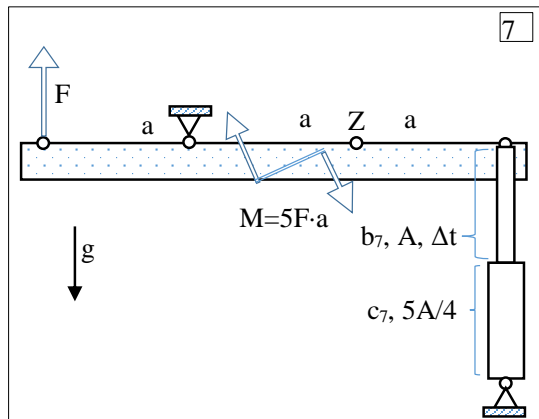 7
F
a
a
Z
a
M=5F·a
b₇, A, Δt
g
c₇, 5A/4